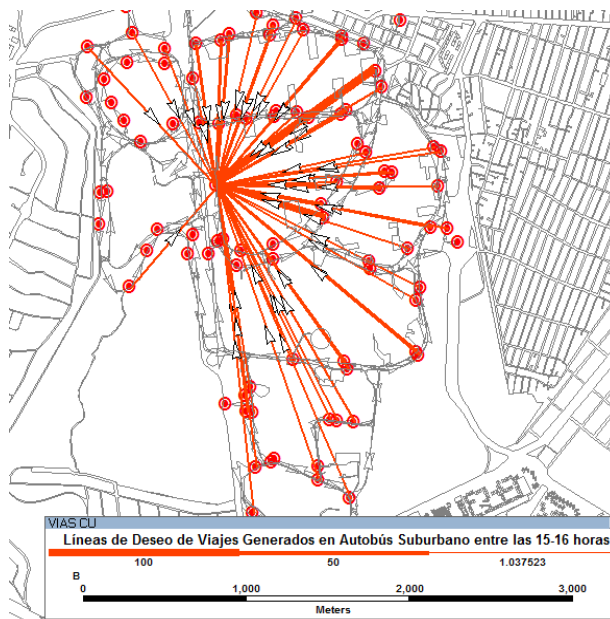 VIAS CU
Líneas de Deseo de Viajes Generados en Autobús Suburbano entre las 15-16 horas
100 50 1.037523
B
0 1,000 2,000 3,000
Meters